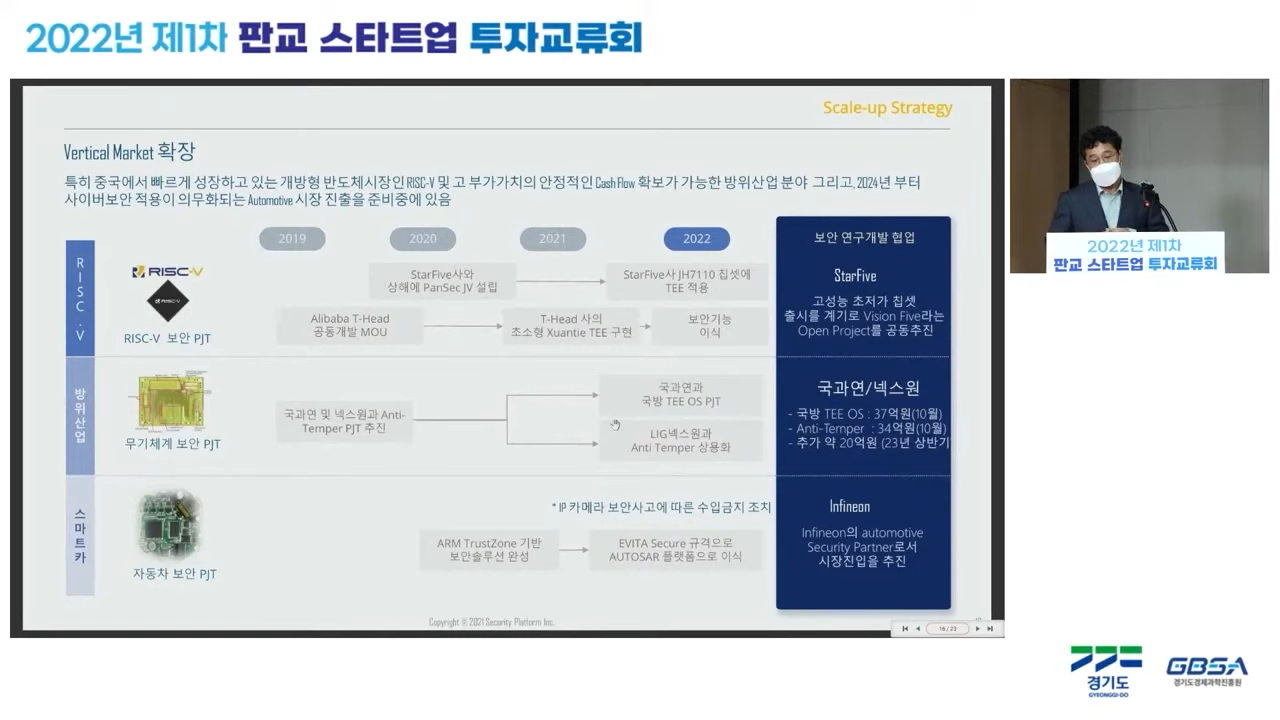 2022년 제1차 판교 스타트업 투자교류회
Scale-up Strategy
Vertical Market 확장
특히 중국에서 빠르게 성장하고 있는 개방형 반도체시장인 RISC-V 및 고 부가가치의 안정적인 Cash Flow 확보가 가능한 방위산업 분야 그리고, 2024년 부터
사이버보안 적용이 의무화되는 Automotive 시장 진출을 준비중에 있음
2019
2020
2021
2022
RISC-V
RISC-V
RISC-V
RISC-V 보안 PJT
StarFive사와
상해에 PanSec JV 설립
StarFive사 JH7110 칩셋에
TEE 적용
Alibaba T-Head
공동개발 MOU
T-Head 사의
초소형 Xuantie TEE 구현
보안기능
이식
방위산업
무기체계 보안 PJT
국과연 및 넥스원과 Anti-
Temper PJT 추진
국과연과
국방 TEE OS PJT
LIG넥스원과
Anti Temper 상용화
스마트카
자동차 보안 PJT
* IP 카메라 보안사고에 따른 수입금지 조치
ARM TrustZone 기반
보안솔루션 완성
EVITA Secure 규격으로
AUTOSAR 플랫폼으로 이식
보안 연구개발 협업
StarFive
고성능 초저가 칩셋
출시를 계기로 Vision Five라는
Open Project를 공동추진
국과연/넥스원
- 국방 TEE OS : 37억원(10월)
- Anti-Temper : 34억원(10월)
- 추가 약 20억원 (23년 상반기
Infineon
Infineon의 automotive
Security Partner로서
시장진입을 추진
Copyright © 2021 Security Platform Inc.
16 / 23
2022년 제1차
판교 스타트업 투자교류회
경기도
GYEONGGI-DO
GBSA
경기도경제과학진흥원